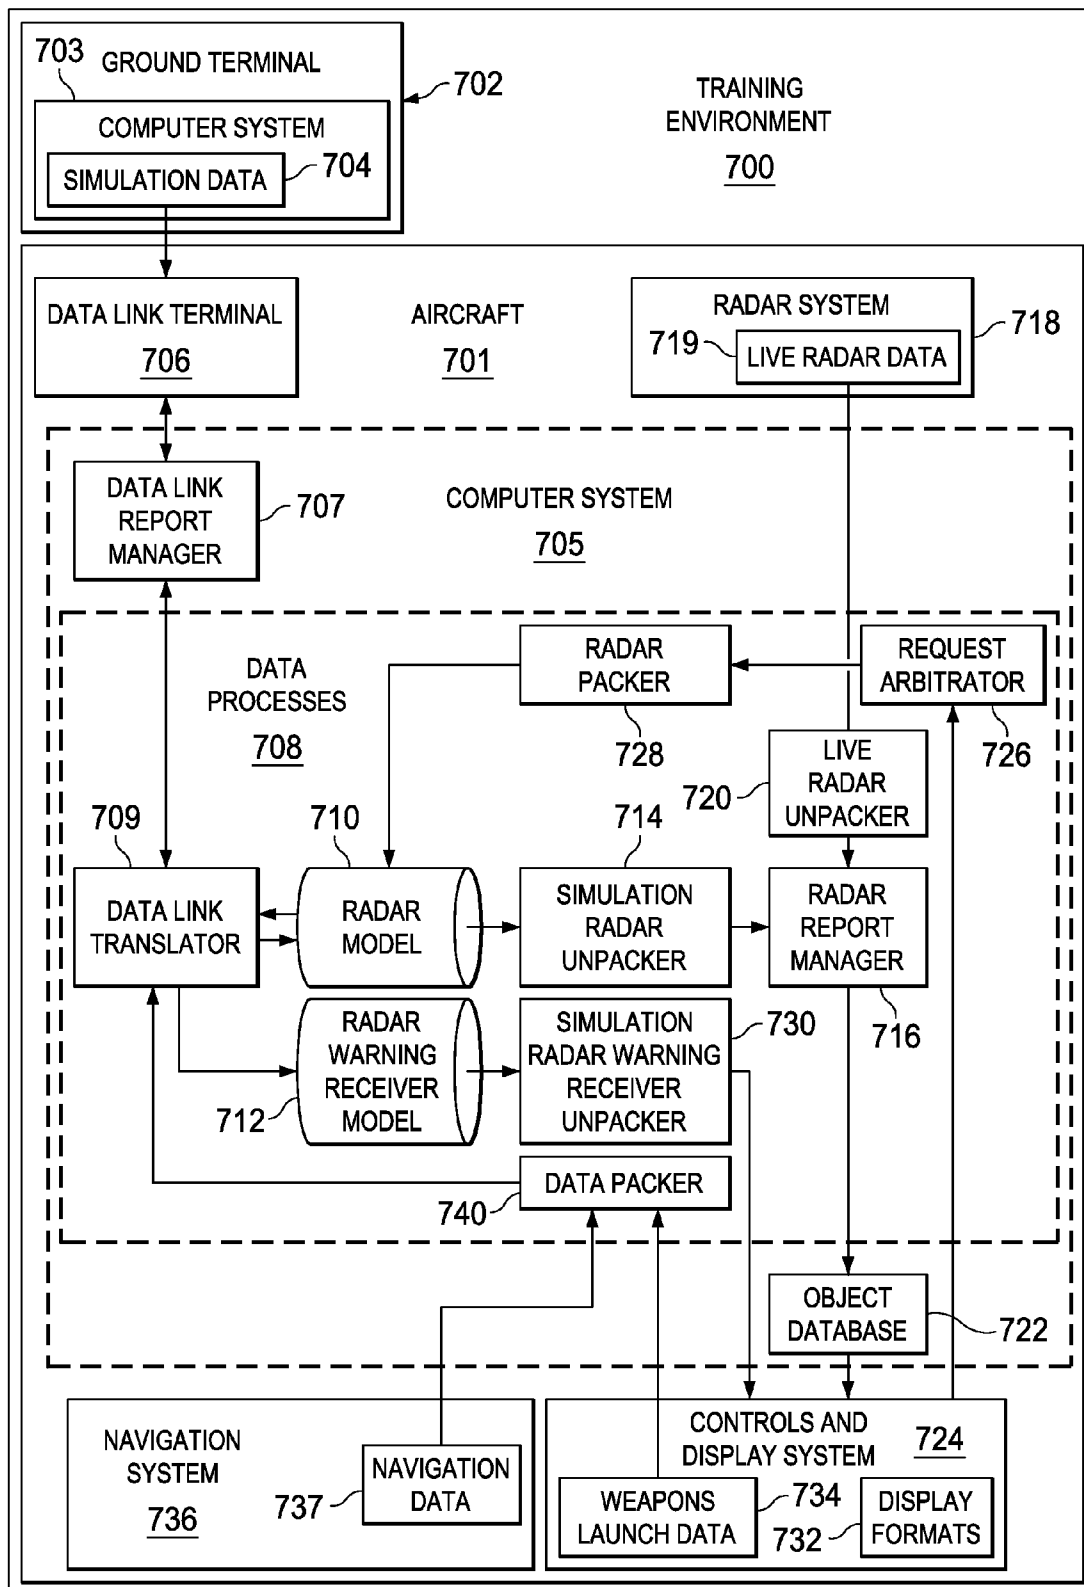 703
GROUND TERMINAL
702
COMPUTER SYSTEM
SIMULATION DATA
704
TRAINING
ENVIRONMENT
700
DATA LINK TERMINAL
706
AIRCRAFT
701
RADAR SYSTEM
718
719
LIVE RADAR DATA
DATA LINK
REPORT
MANAGER
707
COMPUTER SYSTEM
705
DATA
PROCESSES
708
RADAR
PACKER
728
REQUEST
ARBITRATOR
726
720
LIVE
RADAR
UNPACKER
709
DATA LINK
TRANSLATOR
710
RADAR
MODEL
714
SIMULATION
RADAR
UNPACKER
RADAR
REPORT
MANAGER
716
RADAR
WARNING
RECEIVER
MODEL
712
SIMULATION
RADAR WARNING
RECEIVER
UNPACKER
730
DATA PACKER
740
OBJECT
DATABASE
722
NAVIGATION
SYSTEM
736
737
NAVIGATION
DATA
CONTROLS AND
DISPLAY SYSTEM
724
WEAPONS
LAUNCH DATA
734
732
DISPLAY
FORMATS